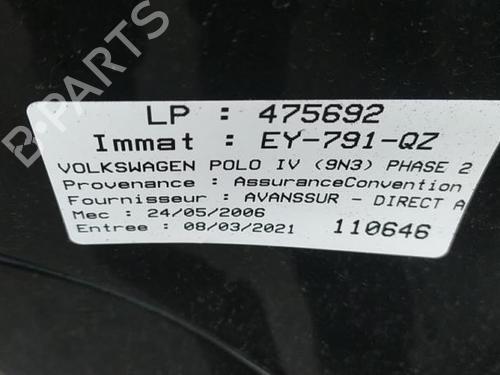 B-PARTS
LP : 475692
Immat : EY-791-QZ
VOLKSWAGEN POLO IV (9N3) PHASE 2
Provenance : AssuranceConvention
Fournisseur : AVANSSUR - DIRECT A
Mec : 24/05/2006
Entree : 08/03/2021 110646